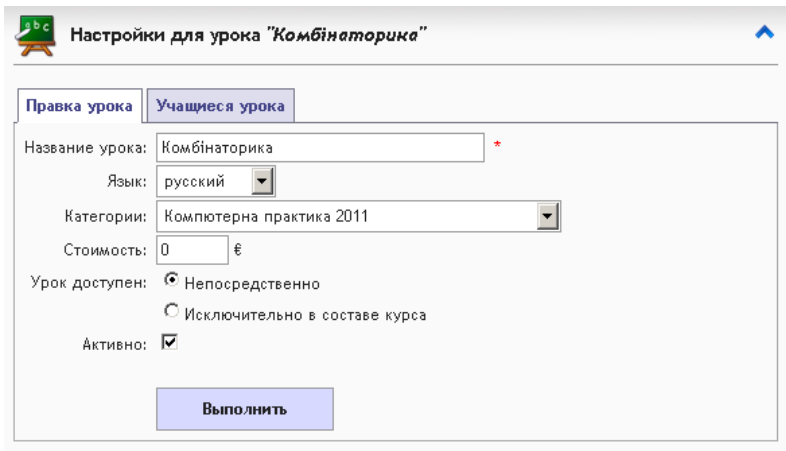 abc
Настройки для урока "Комбінаторика"
Правка урока Учащиеся урока
Название урока: Комбінаторика *
Язык: русский
Категории: Компютерна практика 2011
Стоимость: 0 €
Урок доступен: Непосредственно
Исключительно в составе курса
Активно:
Выполнить